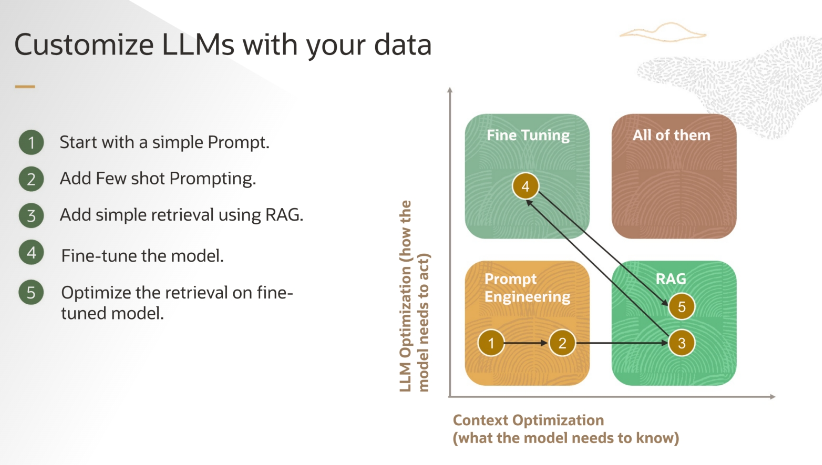 Customize LLMs with your data
1 Start with a simple Prompt.
2 Add Few shot Prompting.
3 Add simple retrieval using RAG.
4 Fine-tune the model.
5 Optimize the retrieval on fine-
tuned model.
LLM Optimization (how the
model needs to act)
Fine Tuning
4
All of them
Prompt
Engineering
1
2
RAG
5
3
Context Optimization
(what the model needs to know)